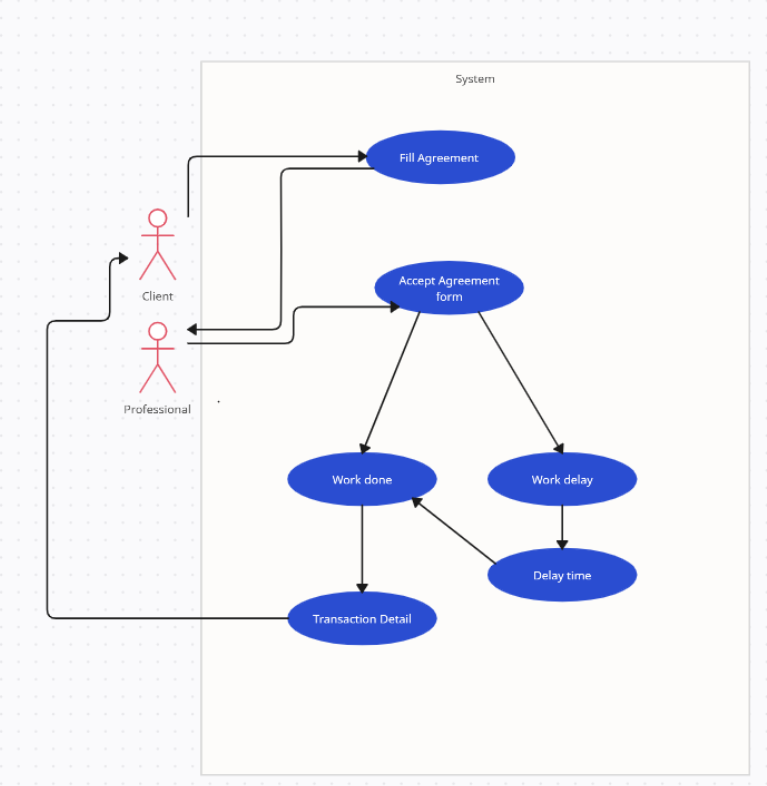 System
Fill Agreement
Client
Accept Agreement
form
Professional
Work done
Work delay
Delay time
Transaction Detail